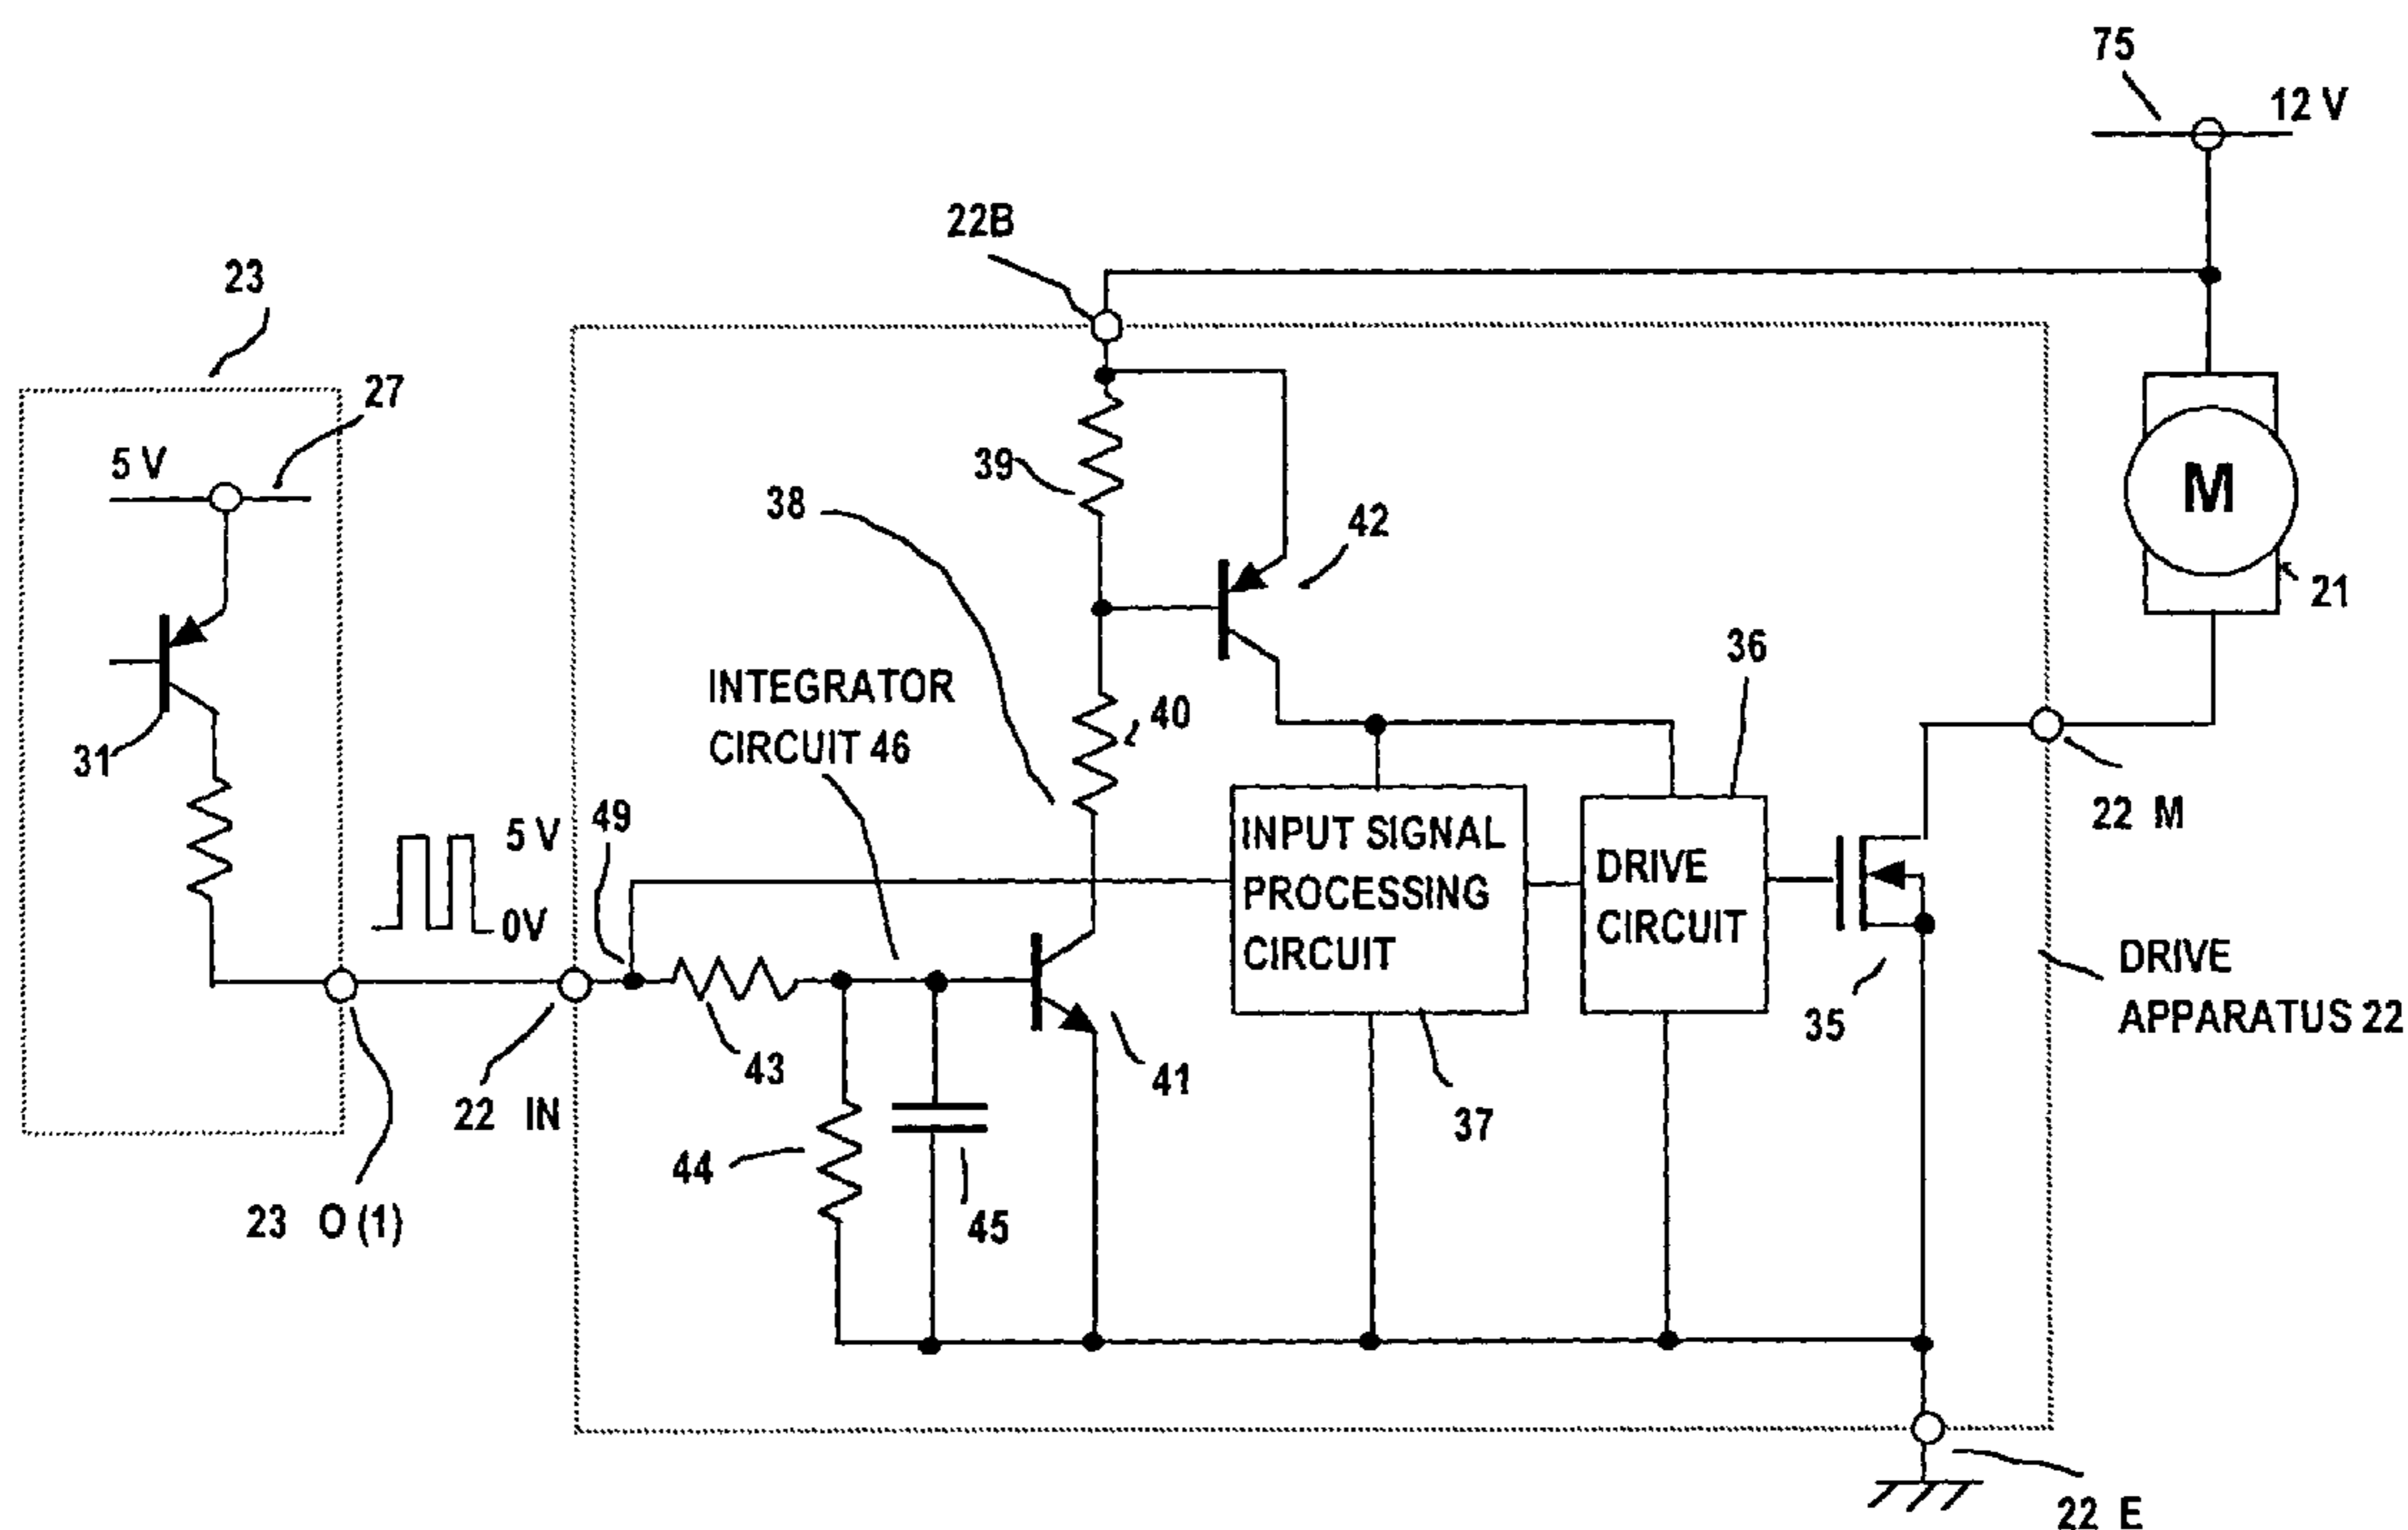 75
12 V
22B
23
27
5 V
39
38
42
21
36
INTEGRATOR
CIRCUIT 46
40
31
5 V
49
0V
22 M
INPUT SIGNAL
PROCESSING
CIRCUIT
DRIVE
CIRCUIT
M
DRIVE
APPARATUS 22
35
43
41
22 IN
37
44
45
23 O (1)
22 E